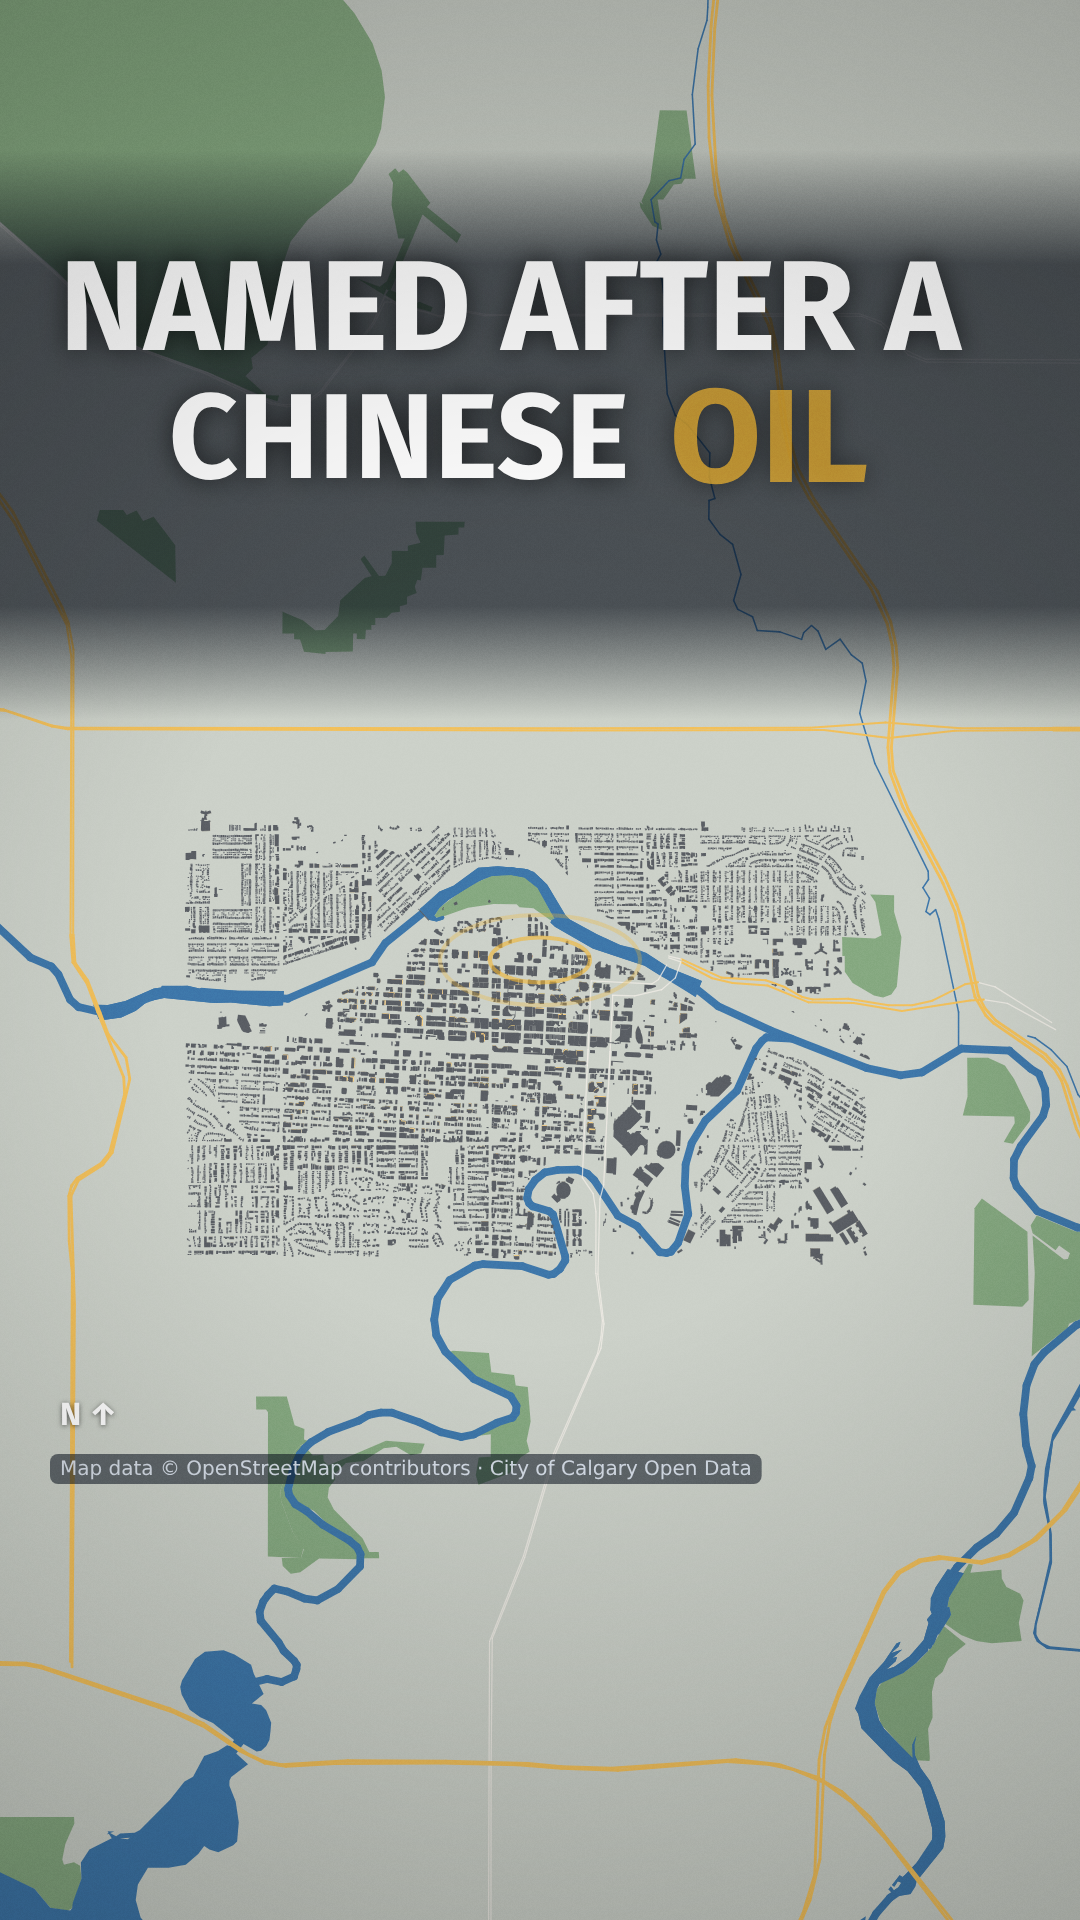 NAMED AFTER A
CHINESE OIL
N ↑
Map data © OpenStreetMap contributors · City of Calgary Open Data